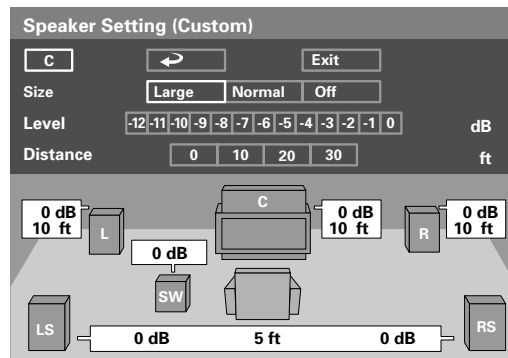 Speaker Setting (Custom)
C Exit
Size Large Normal Off
Level -12 -11 -10 -9 -8 -7 -6 -5 -4 -3 -2 -1 0 dB
Distance 0 10 20 30 ft
C
0 dB 0 dB 0 dB
10 ft L 10 ft R 10 ft
0 dB
SW
LS RS
0 dB 5 ft 0 dB